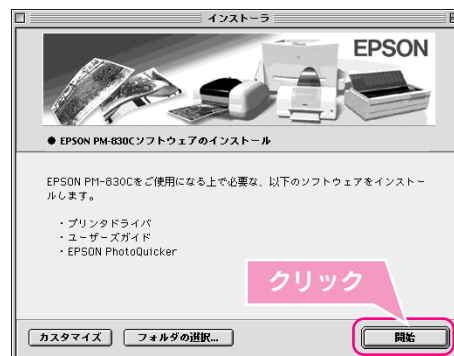 インストーラ
EPSON
● EPSON PM-830Cソフトウェアのインストール
EPSON PM-830Cをご使用になる上で必要な、以下のソフトウェアをインストー
ルします。
・プリンタドライバ
・ユーザーズガイド
・EPSON PhotoQuicker
クリック
カスタマイズ フォルダの選択... 開始